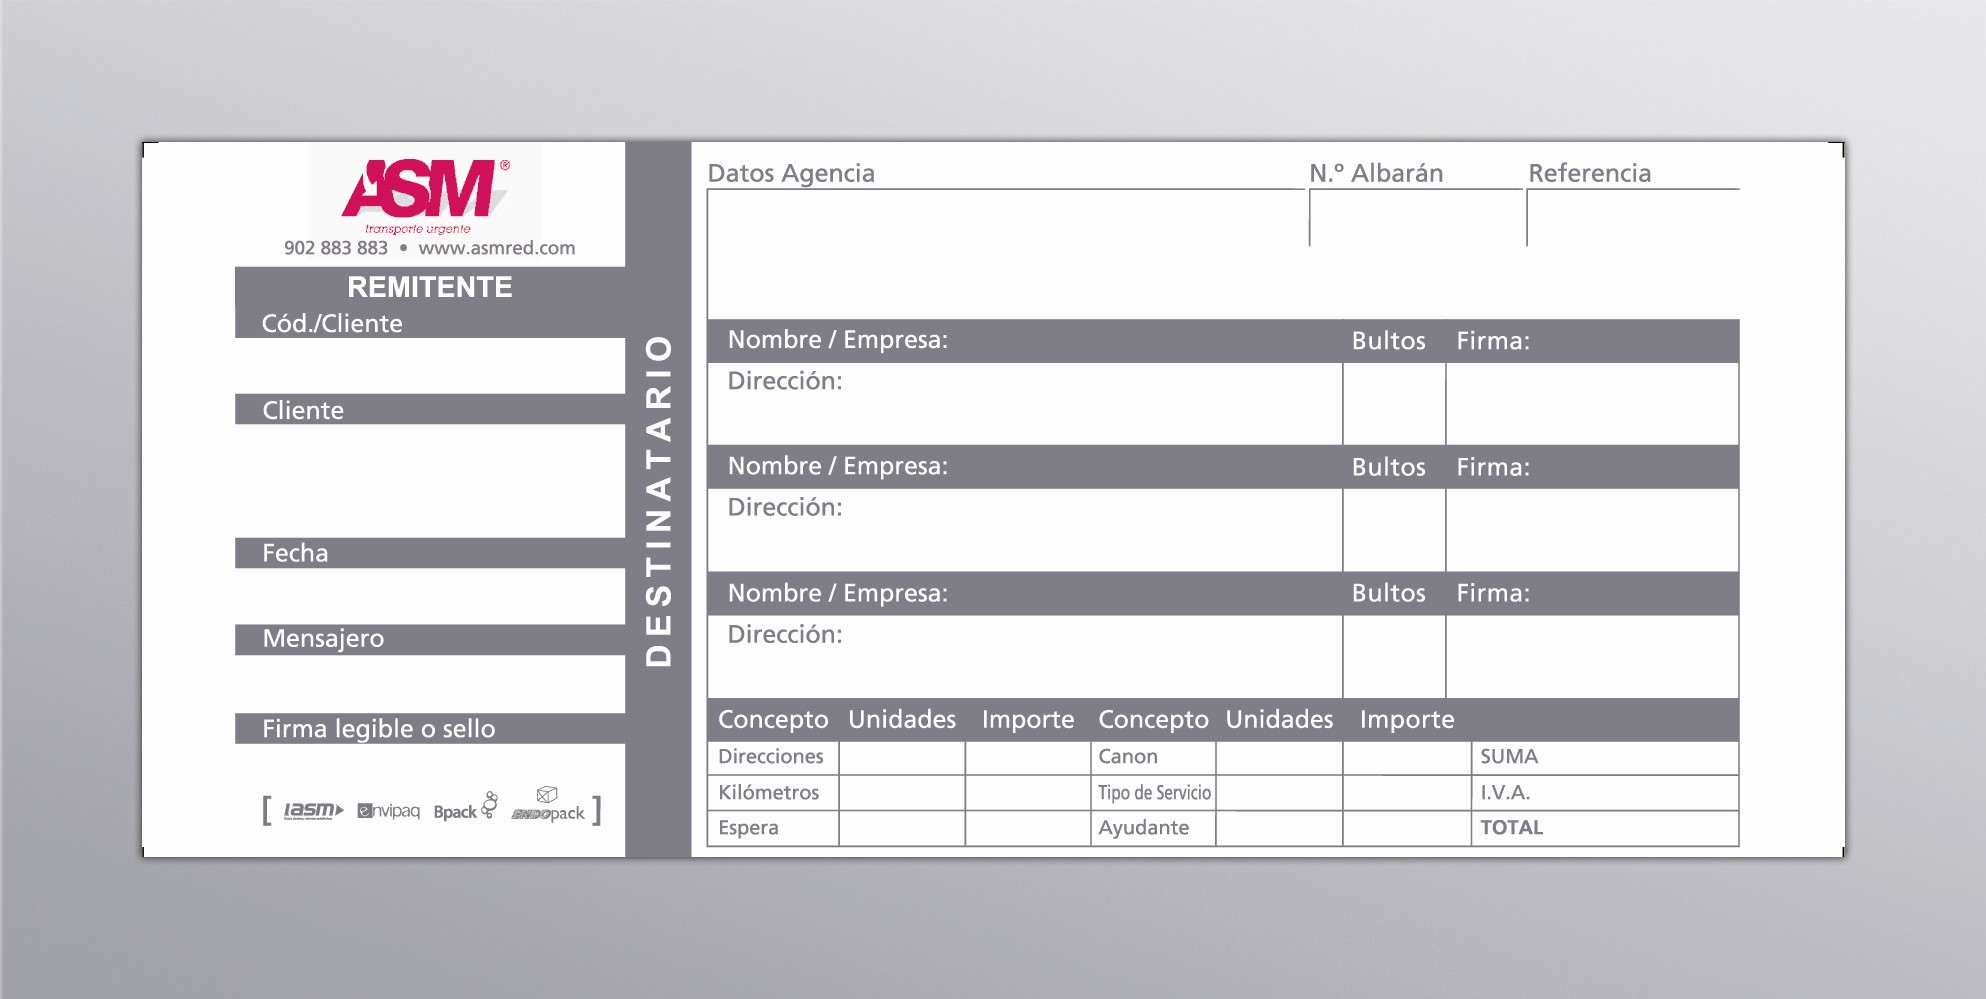 ASM®
transporte urgente
902 883 883 • www.asmred.com
REMITENTE
Cód./Cliente
Cliente
Fecha
Mensajero
Firma legible o sello
[ iasm envipaq Bpack ENDOpack ]
DESTINATARIO
Datos Agencia N.º Albarán Referencia
Nombre / Empresa: Bultos Firma:
Dirección:
Nombre / Empresa: Bultos Firma:
Dirección:
Nombre / Empresa: Bultos Firma:
Dirección:
Concepto Unidades Importe Concepto Unidades Importe
Direcciones Canon SUMA
Kilómetros Tipo de Servicio I.V.A.
Espera Ayudante TOTAL